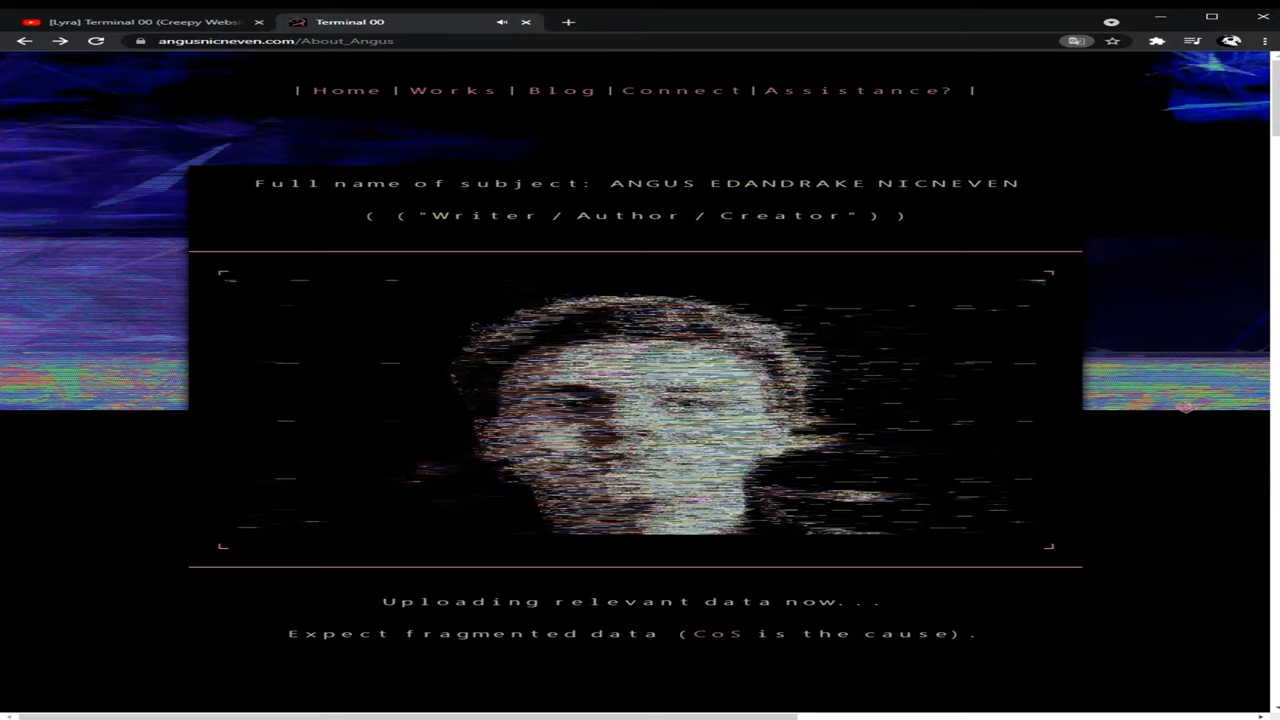 [Lyra] Terminal 00 (Creepy Websi
Terminal 00
angusnicneven.com/About_Angus
| Home | Works | Blog | Connect | Assistance? |
Full name of subject: ANGUS EDANDRAKE NICNEVEN
( ("Writer / Author / Creator") )
Uploading relevant data now...
Expect fragmented data (CoS is the cause).